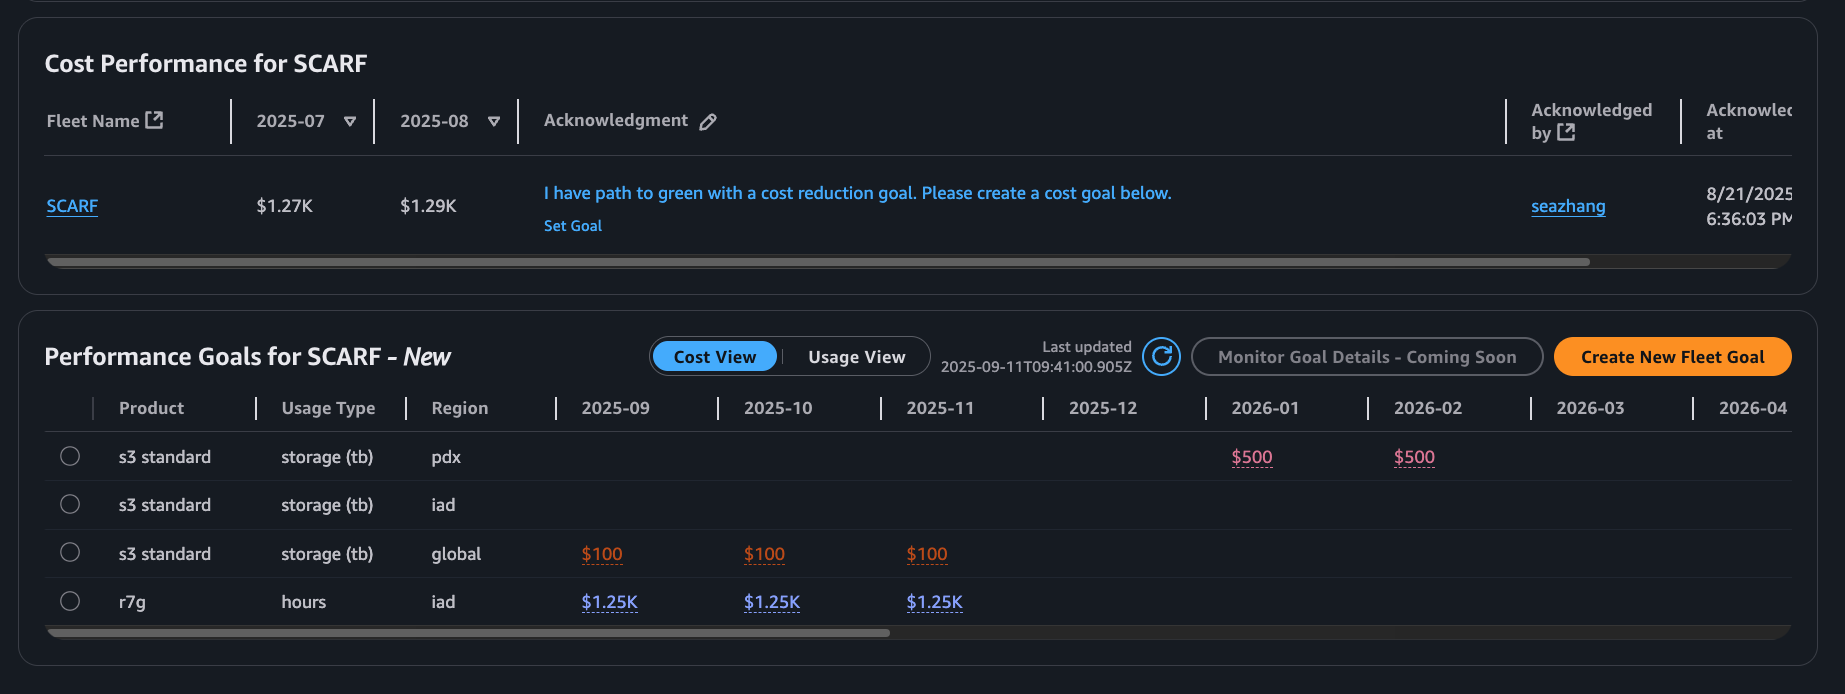 Cost Performance for SCARF
Fleet Name 2025-07 2025-08 Acknowledgment Acknowledged by Acknowled at
SCARF $1.27K $1.29K I have path to green with a cost reduction goal. Please create a cost goal below. seazhang 8/21/2025 6:36:03 PM
Set Goal
Performance Goals for SCARF - New Cost View Usage View Last updated 2025-09-11T09:41:00.905Z Monitor Goal Details - Coming Soon Create New Fleet Goal
Product Usage Type Region 2025-09 2025-10 2025-11 2025-12 2026-01 2026-02 2026-03 2026-04
s3 standard storage (tb) pdx $500 $500
s3 standard storage (tb) iad
s3 standard storage (tb) global $100 $100 $100
r7g hours iad $1.25K $1.25K $1.25K